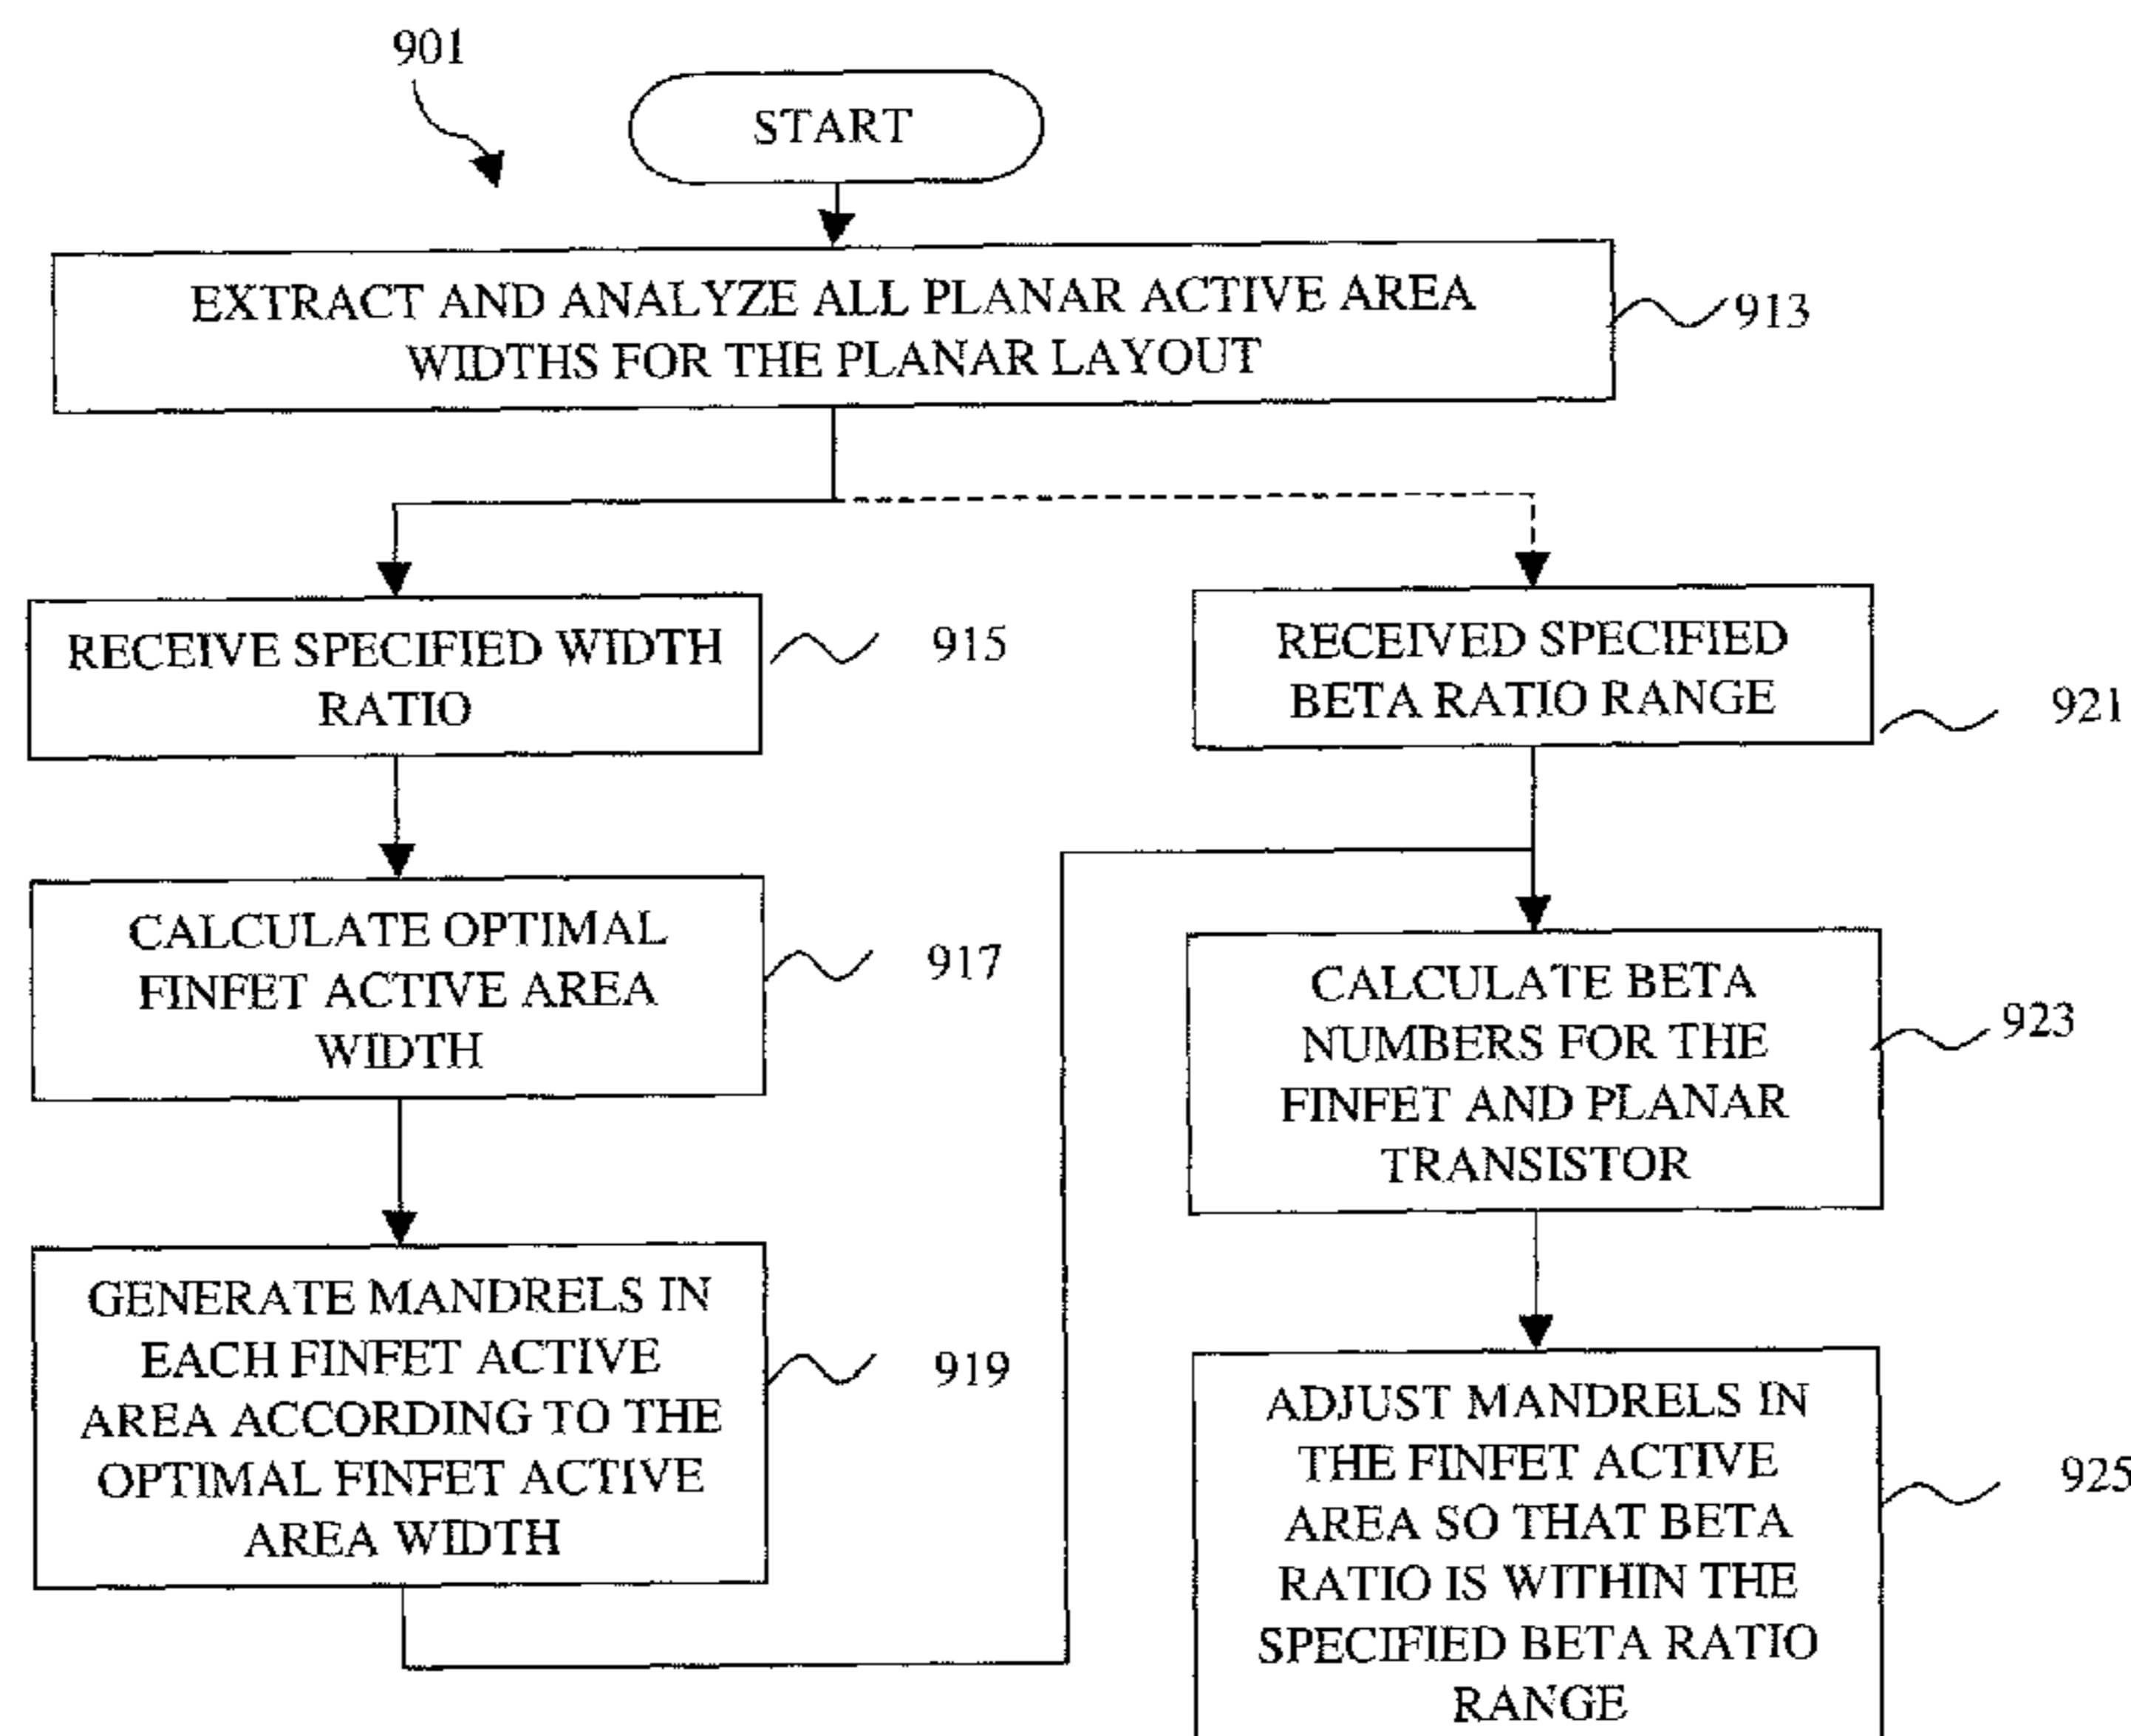 901
START
EXTRACT AND ANALYZE ALL PLANAR ACTIVE AREA
WIDTHS FOR THE PLANAR LAYOUT
913
RECEIVE SPECIFIED WIDTH
RATIO
915
CALCULATE OPTIMAL
FINFET ACTIVE AREA
WIDTH
917
GENERATE MANDRELS IN
EACH FINFET ACTIVE
AREA ACCORDING TO THE
OPTIMAL FINFET ACTIVE
AREA WIDTH
919
RECEIVED SPECIFIED
BETA RATIO RANGE
921
CALCULATE BETA
NUMBERS FOR THE
FINFET AND PLANAR
TRANSISTOR
923
ADJUST MANDRELS IN
THE FINFET ACTIVE
AREA SO THAT BETA
RATIO IS WITHIN THE
SPECIFIED BETA RATIO
RANGE
925